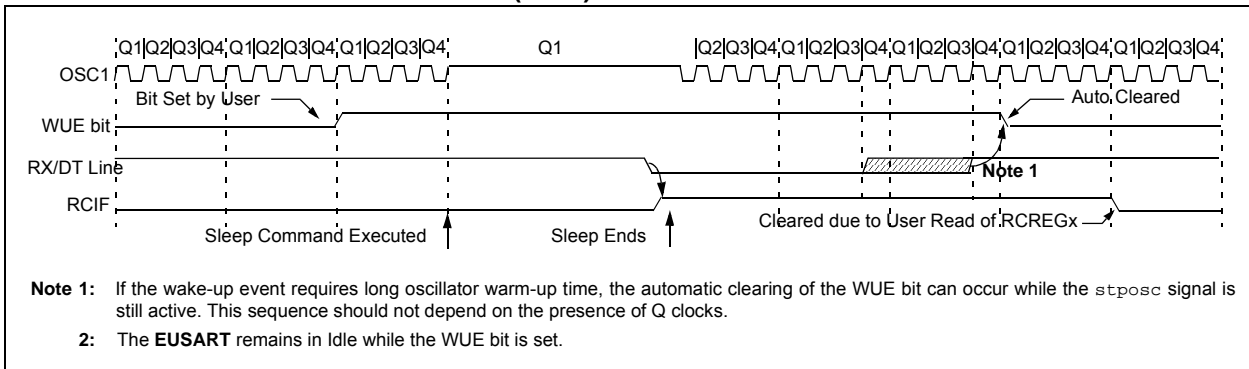 Q1 Q2 Q3 Q4 Q1 Q2 Q3 Q4 Q1 Q2 Q3 Q4 Q1 Q2 Q3 Q4 Q1 Q2 Q3 Q4 Q1 Q2 Q3 Q4 Q1 Q2 Q3 Q4 Q1 Q2 Q3 Q4
OSC1
Bit Set by User
Auto Cleared
WUE bit
RX/DT Line
Note 1
RCIF
Cleared due to User Read of RCREGx
Sleep Command Executed
Sleep Ends
Note 1: If the wake-up event requires long oscillator warm-up time, the automatic clearing of the WUE bit can occur while the stposc signal is
still active. This sequence should not depend on the presence of Q clocks.
2: The EUSART remains in Idle while the WUE bit is set.